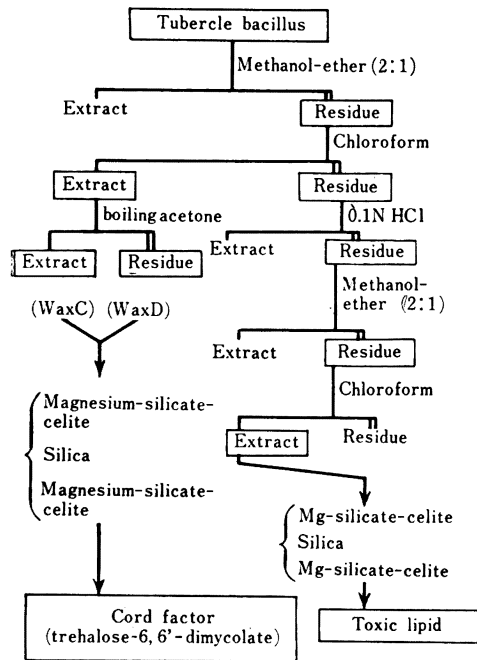 Tubercle bacillus
Methanol-ether (2:1)
Extract
Residue
Chloroform
Extract
Residue
boiling acetone
0.1N HCl
Extract
Residue
Extract
Residue
(WaxC) (WaxD)
Methanol-
ether (2:1)
Extract
Residue
Chloroform
Extract
Residue
Magnesium-silicate-
celite
Silica
Magnesium-silicate-
celite
Mg-silicate-celite
Silica
Mg-silicate-celite
Cord factor
(trehalose-6, 6'-dimycolate)
Toxic lipid